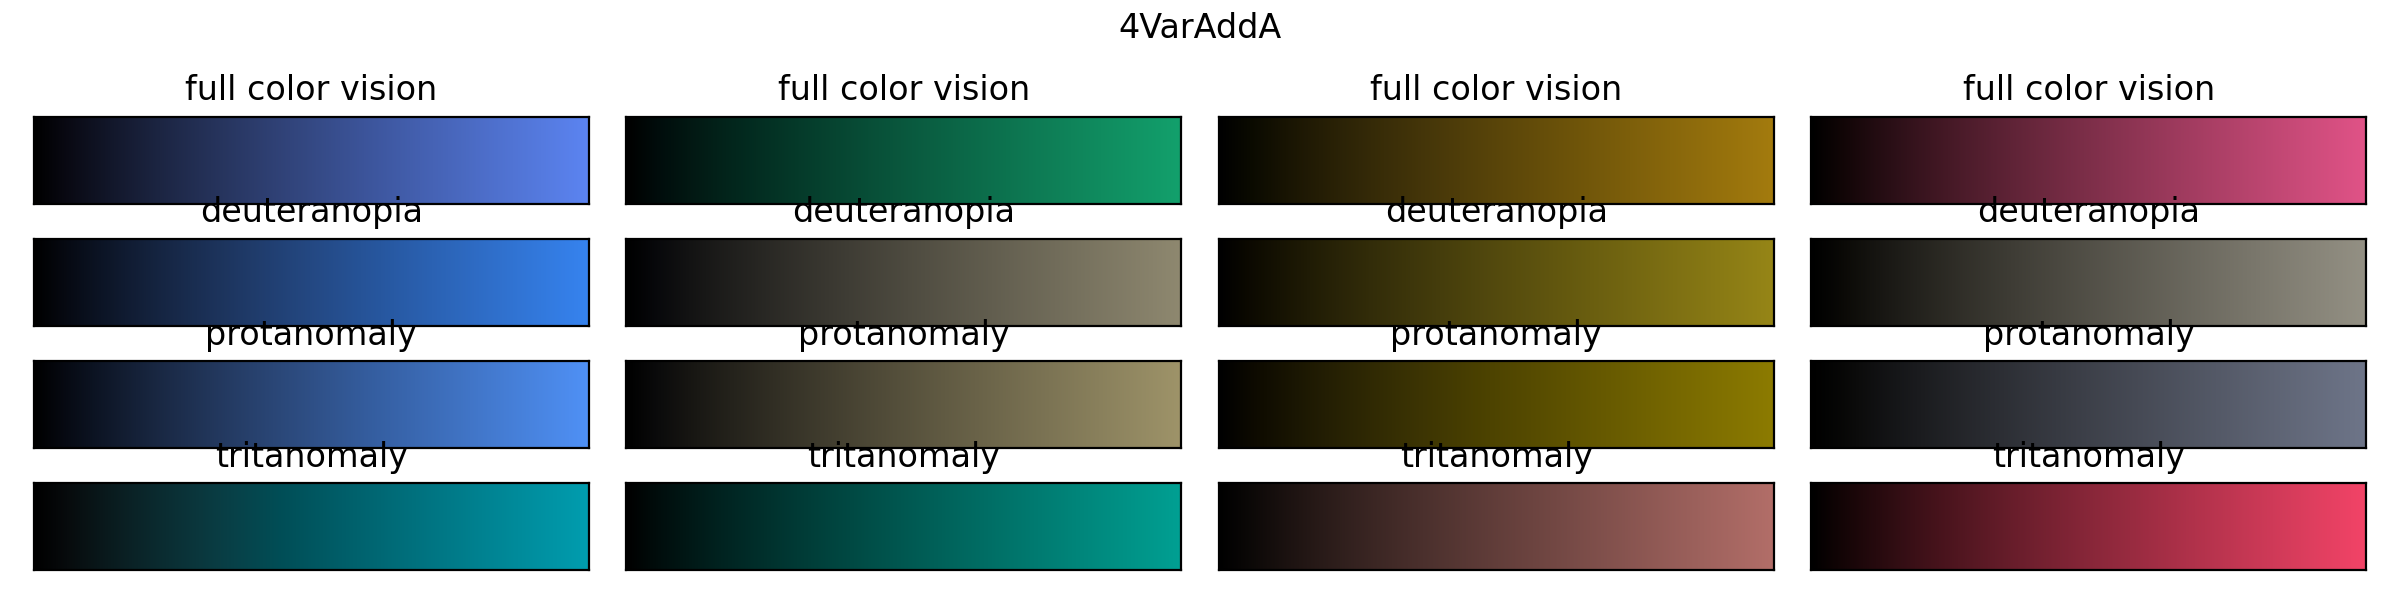 4VarAddA
full color vision full color vision full color vision full color vision
deuteranopia deuteranopia deuteranopia deuteranopia
protanomaly protanomaly protanomaly protanomaly
tritanomaly tritanomaly tritanomaly tritanomaly